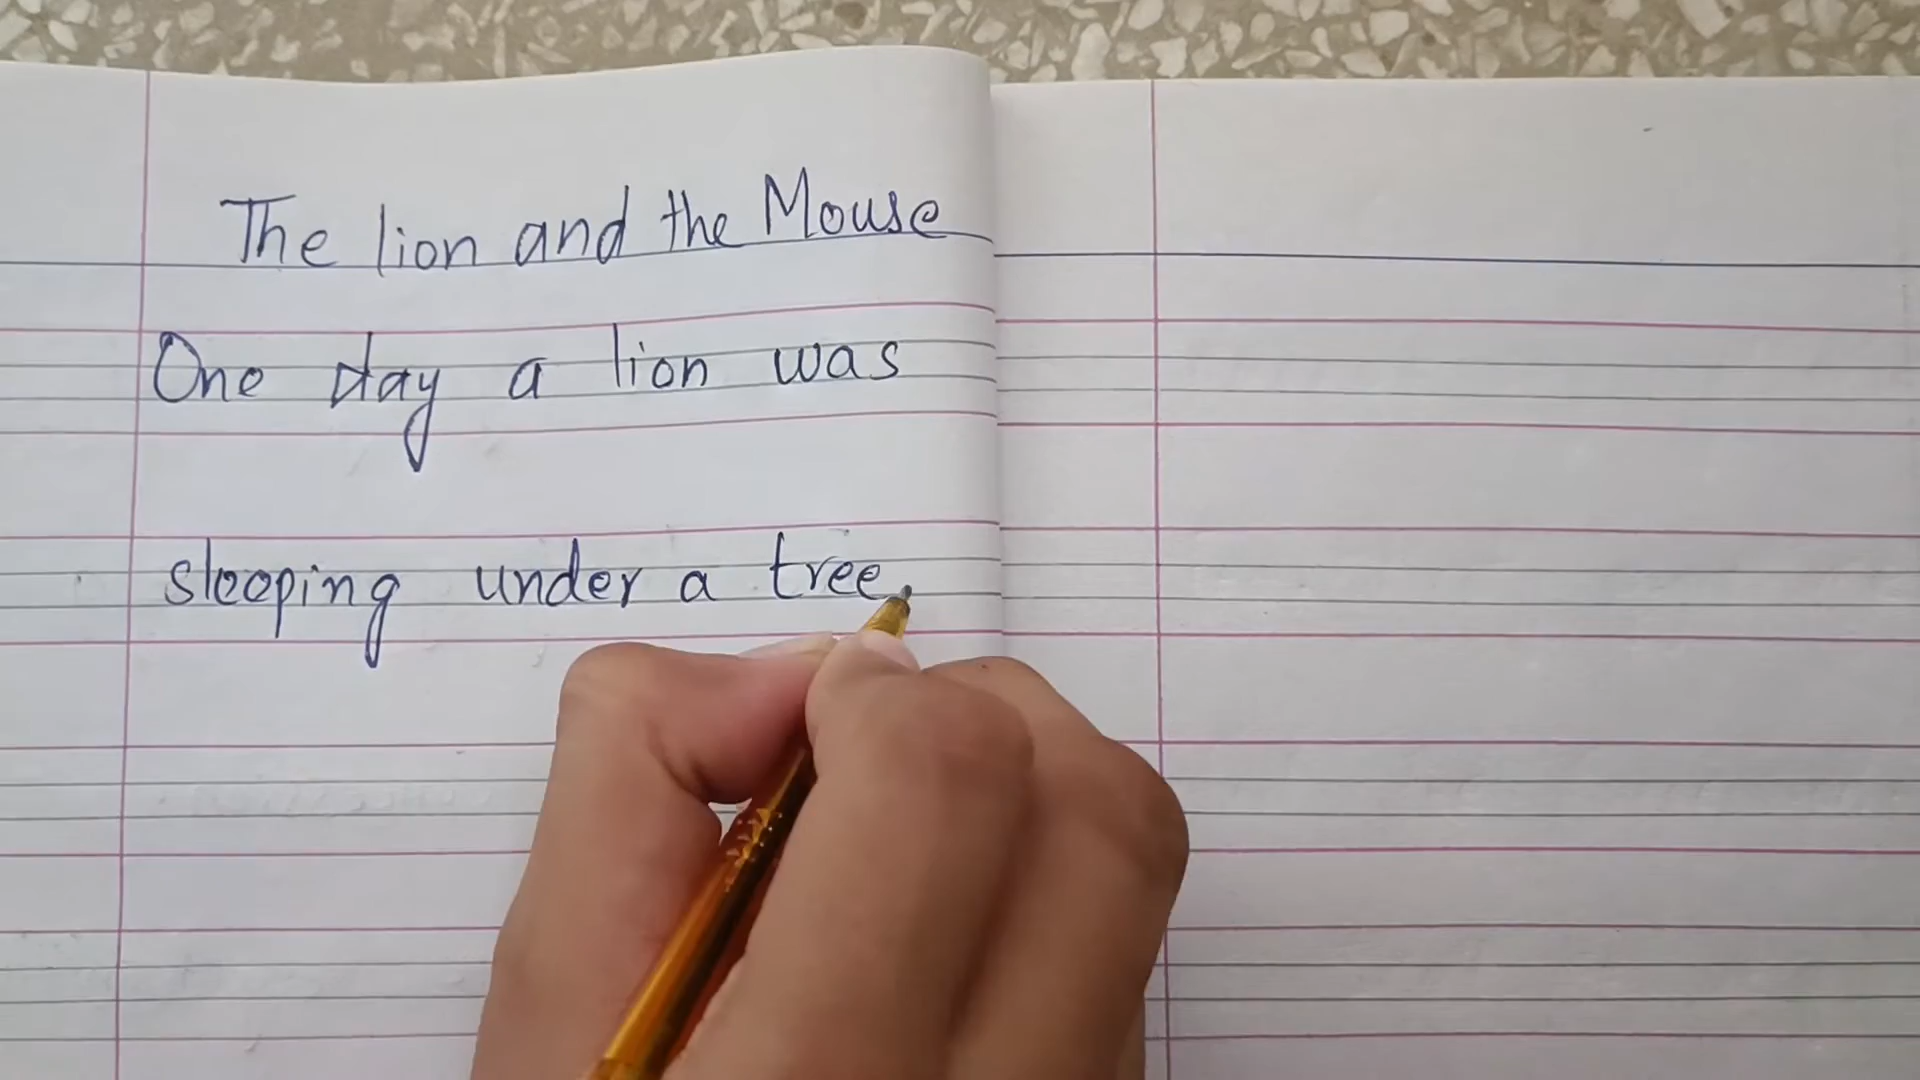 The lion and the Mouse
One day a lion was
sleeping under a tree.